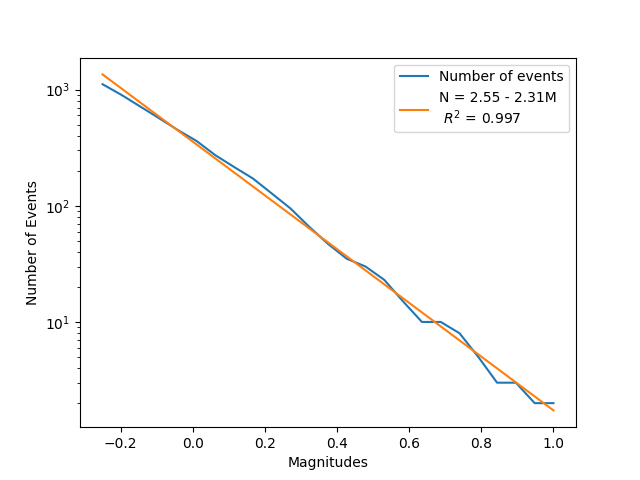 Number of events
N = 2.55 - 2.31M
R² = 0.997
10³
10²
10¹
Number of Events
−0.2 0.0 0.2 0.4 0.6 0.8 1.0
Magnitudes